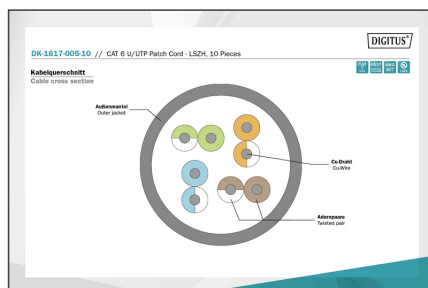 DIGITUS®
DK-1617-005-10 // CAT 6 U/UTP Patch Cord - LSZH, 10 Pieces
Kabelquerschnitt
Cable cross section
Außenmantel
Outer jacket
Cu-Draht
Cu-Wire
Adernpaare
Twisted pair